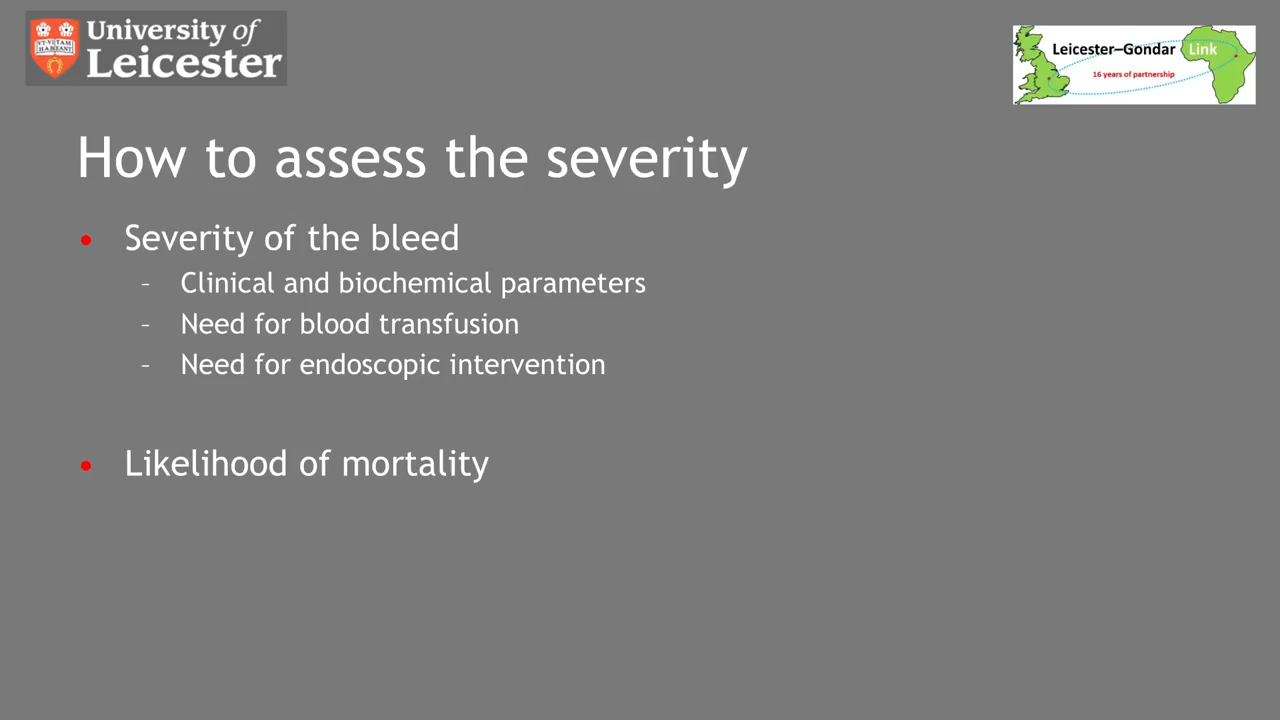 University of
Leicester
Leicester–Gondar Link
16 years of partnership
How to assess the severity
• Severity of the bleed
– Clinical and biochemical parameters
– Need for blood transfusion
– Need for endoscopic intervention
• Likelihood of mortality